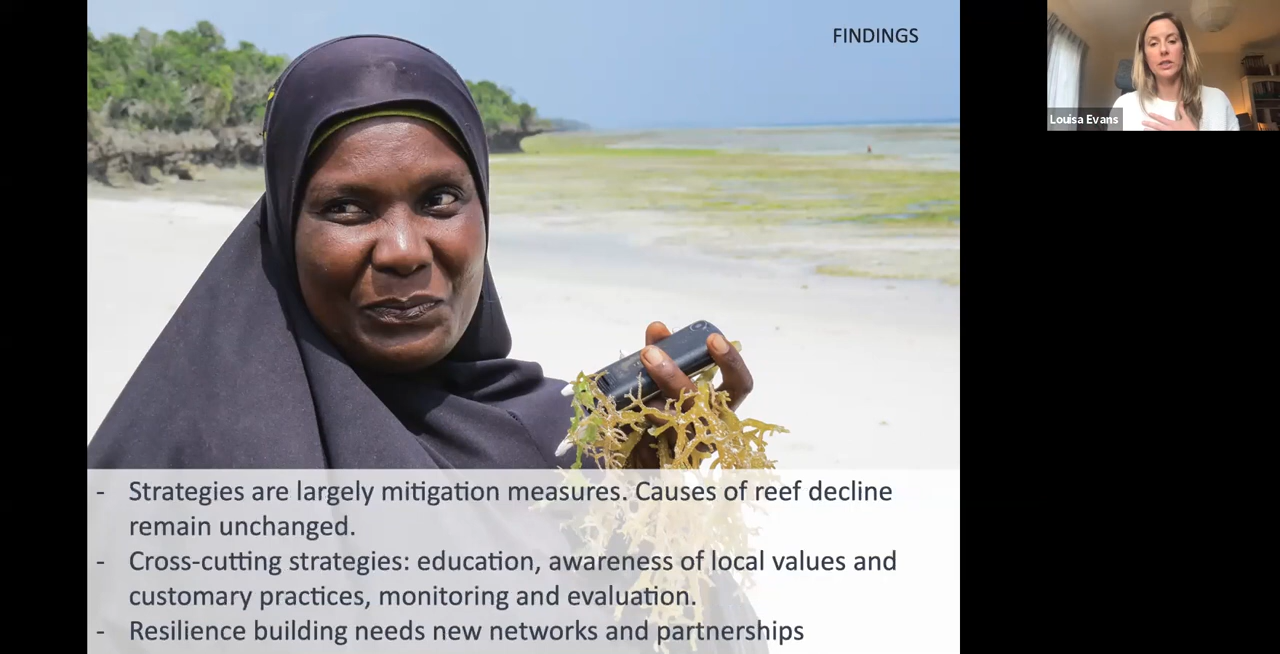 FINDINGS
Louisa Evans
- Strategies are largely mitigation measures. Causes of reef decline
remain unchanged.
- Cross-cutting strategies: education, awareness of local values and
customary practices, monitoring and evaluation.
- Resilience building needs new networks and partnerships